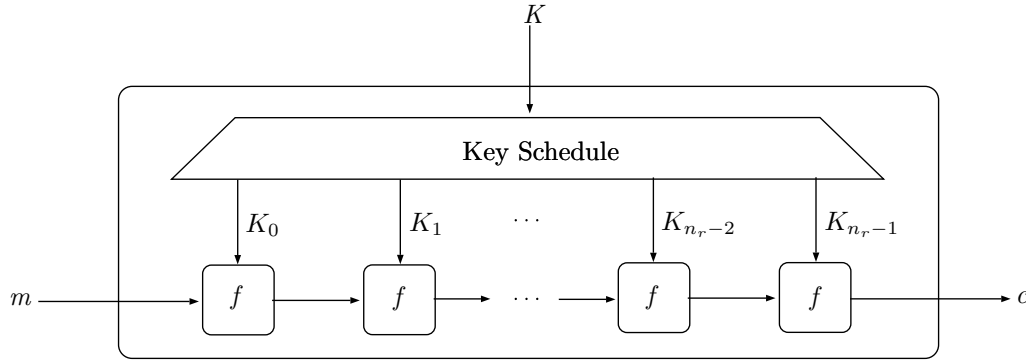 K
Key Schedule
K_0 K_1 ... K_{n_r-2} K_{n_r-1}
m f f ... f f c